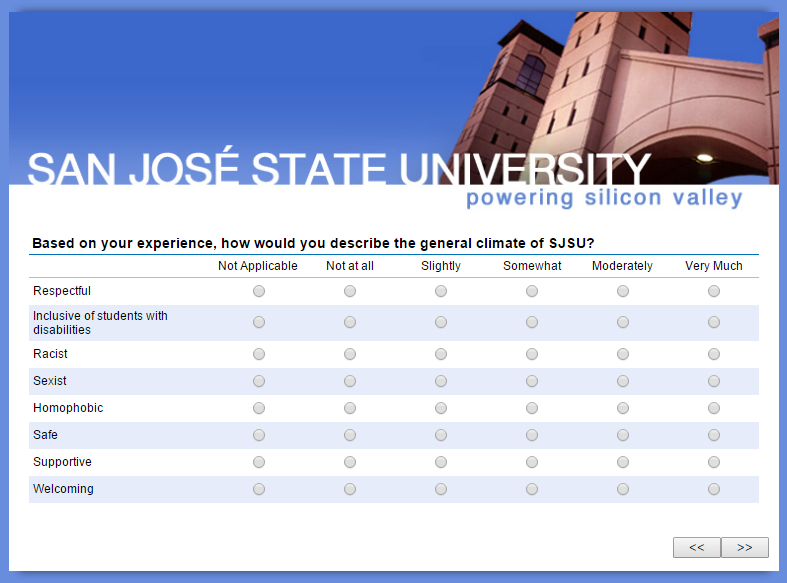 SAN JOSÉ STATE UNIVERSITY
powering silicon valley
Based on your experience, how would you describe the general climate of SJSU?
Not Applicable Not at all Slightly Somewhat Moderately Very Much
Respectful
Inclusive of students with
disabilities
Racist
Sexist
Homophobic
Safe
Supportive
Welcoming
<< >>